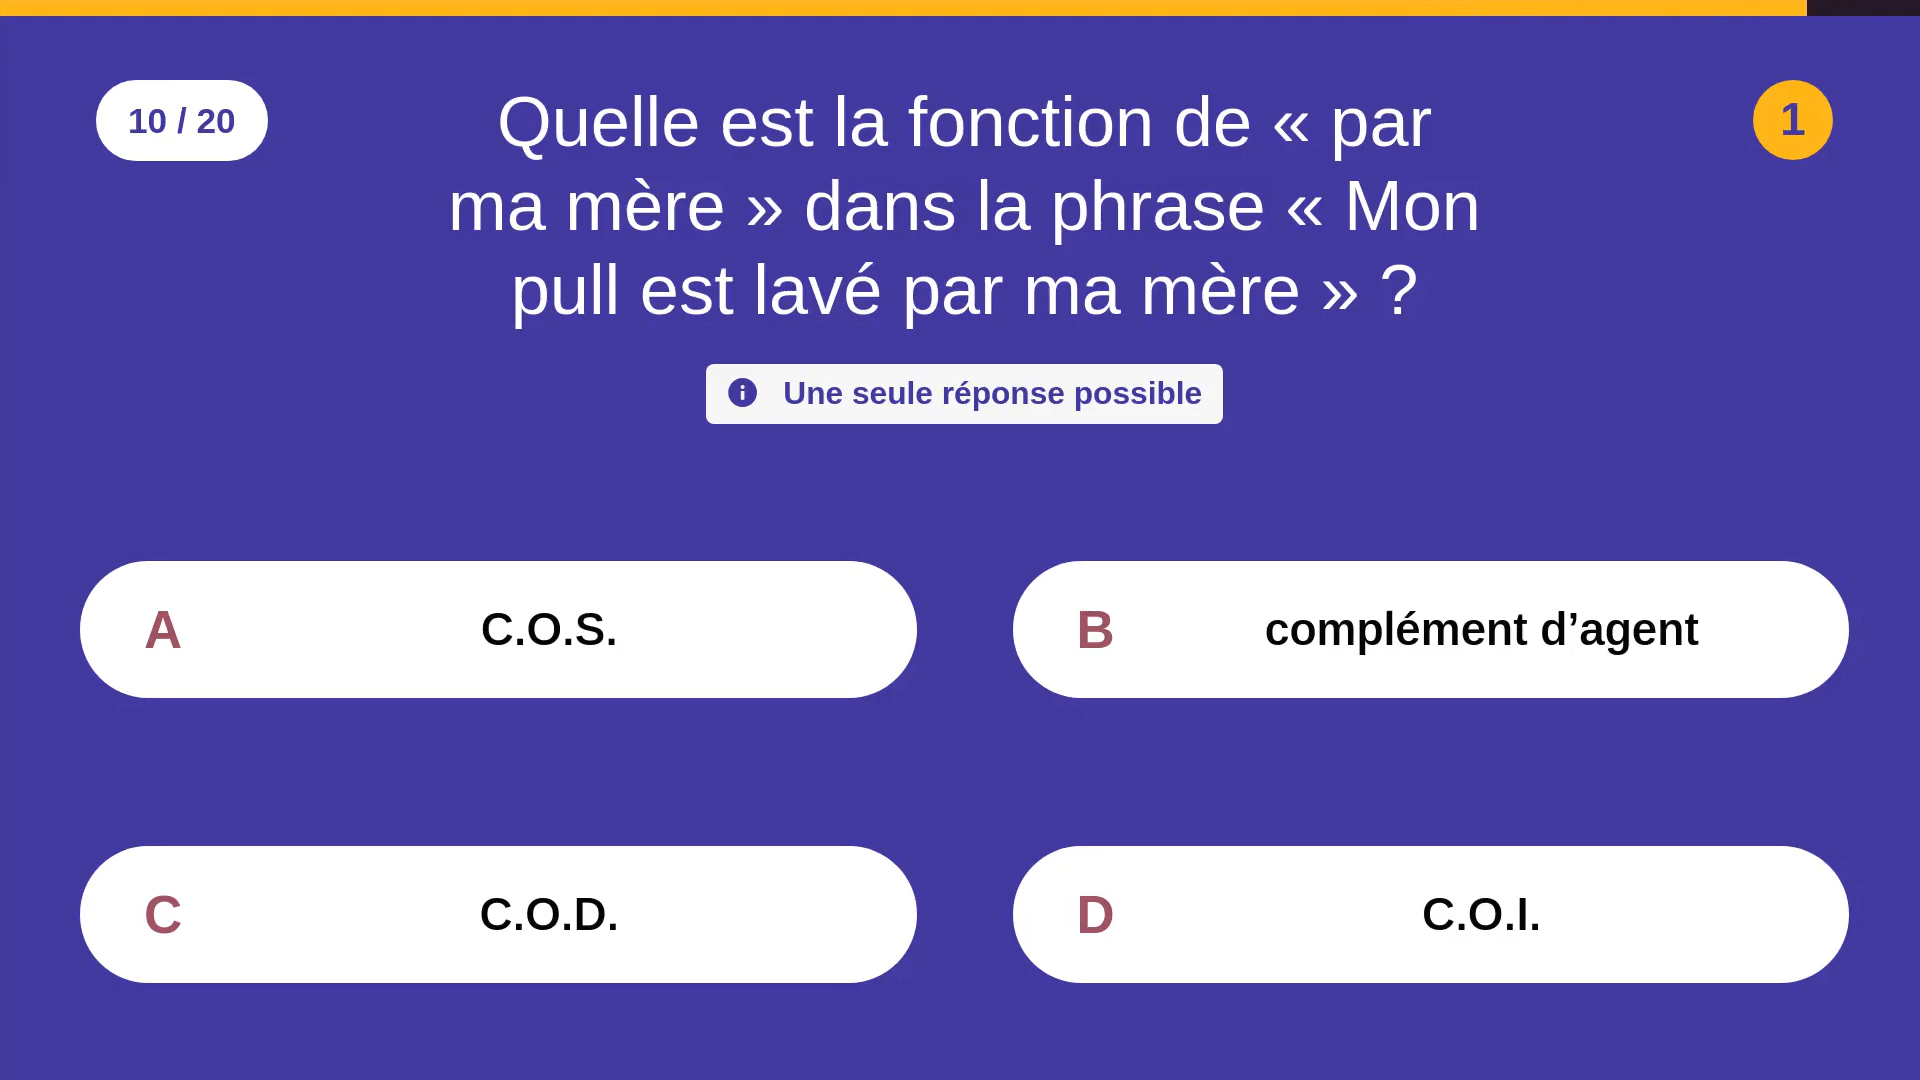 10 / 20
Quelle est la fonction de « par
ma mère » dans la phrase « Mon
pull est lavé par ma mère » ?
1
Une seule réponse possible
A C.O.S.
B complément d’agent
C C.O.D.
D C.O.I.